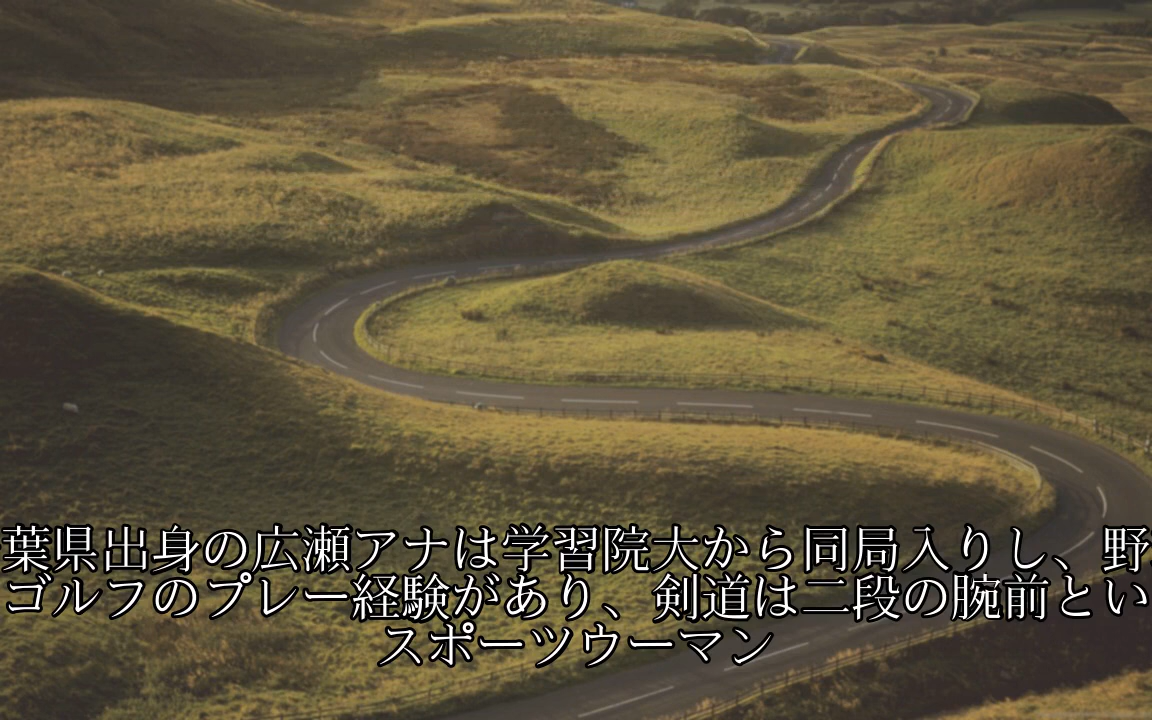 葉県出身の広瀬アナは学習院大から同局入りし、野
ゴルフのプレー経験があり、剣道は二段の腕前とい
スポーツウーマン